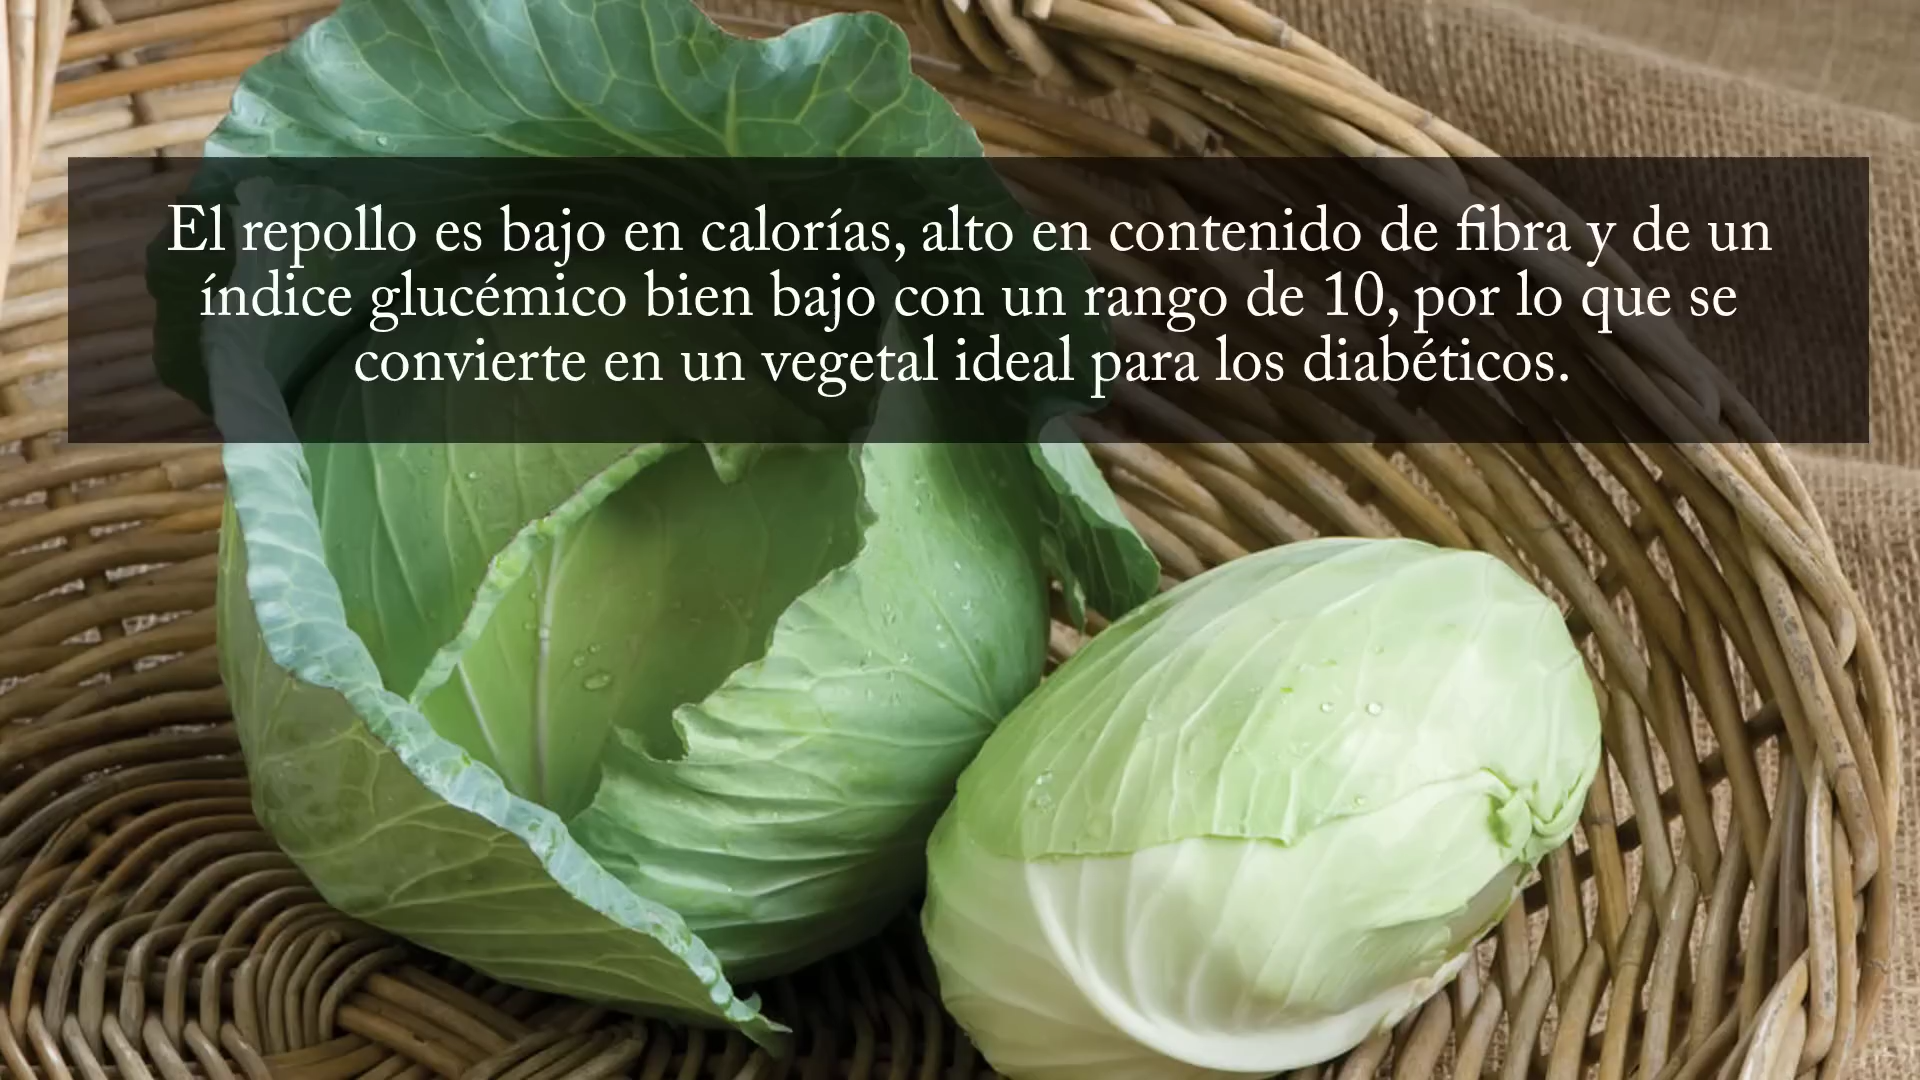 El repollo es bajo en calorías, alto en contenido de fibra y de un
índice glucémico bien bajo con un rango de 10, por lo que se
convierte en un vegetal ideal para los diabéticos.